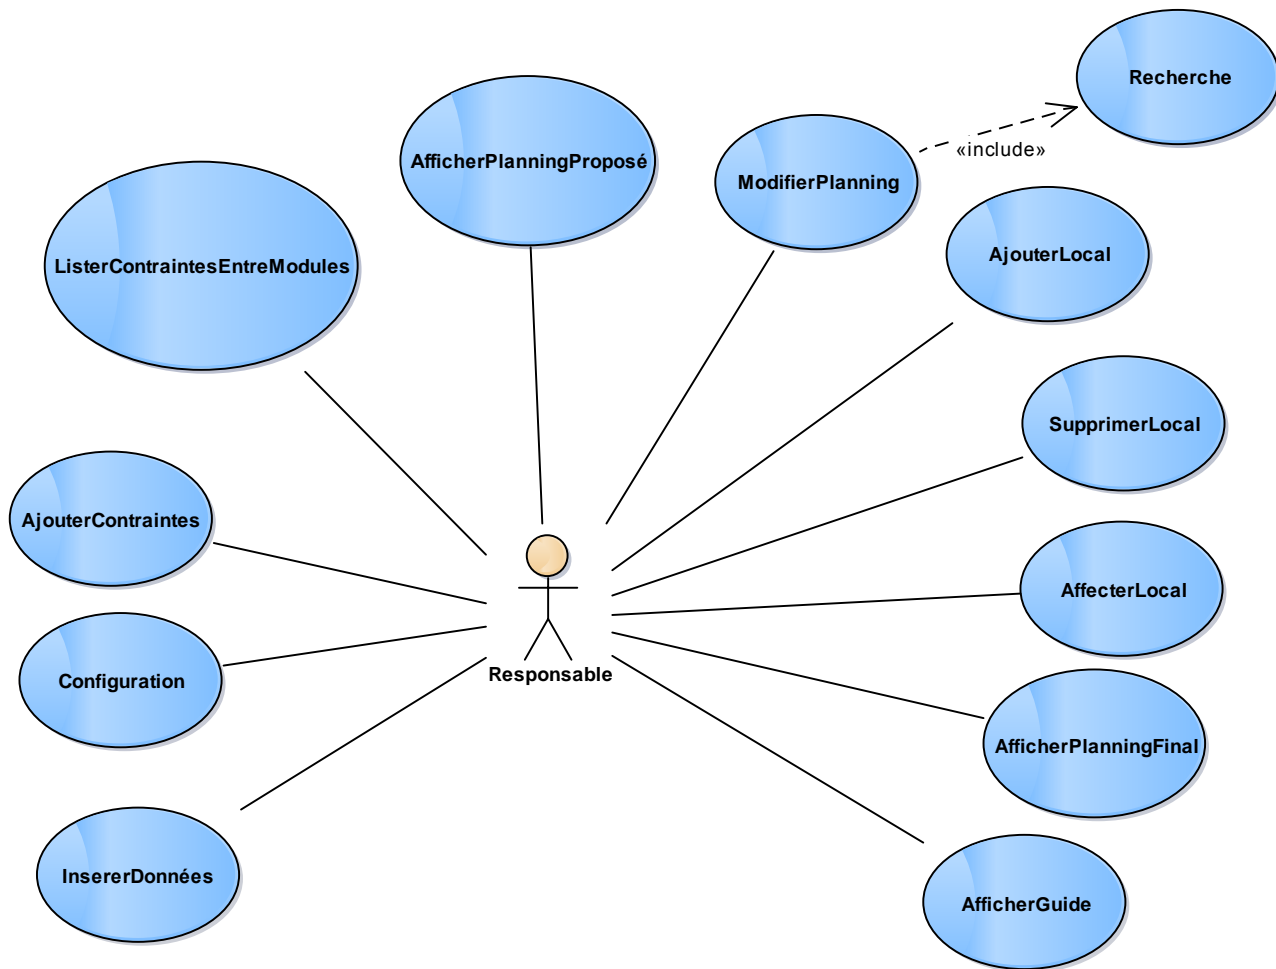 Recherche
AfficherPlanningProposé
ModifierPlanning
«include»
ListerContraintesEntreModules
AjouterLocal
SupprimerLocal
AjouterContraintes
AffecterLocal
Responsable
Configuration
AfficherPlanningFinal
InsererDonnées
AfficherGuide